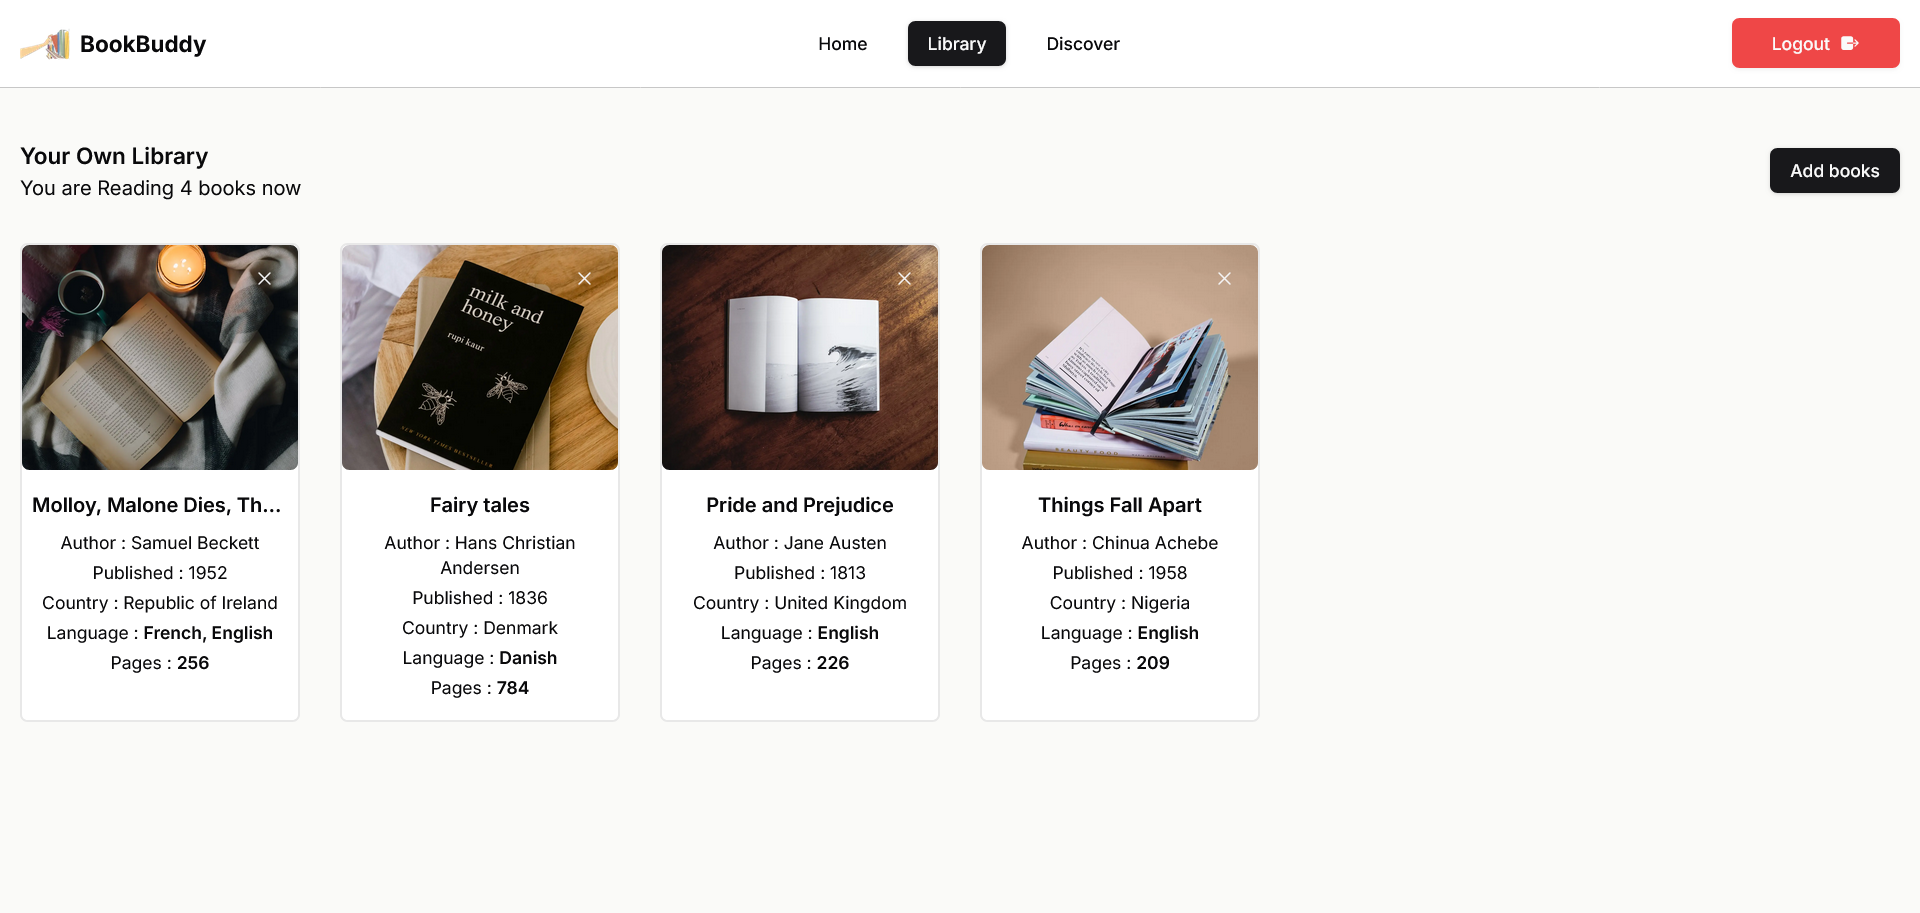 BookBuddy
Home
Library
Discover
Logout
Your Own Library
You are Reading 4 books now
Add books
Molloy, Malone Dies, Th...
Author : Samuel Beckett
Published : 1952
Country : Republic of Ireland
Language : French, English
Pages : 256
milk and
honey
rupi kaur
NEW YORK TIMES BESTSELLER
Fairy tales
Author : Hans Christian
Andersen
Published : 1836
Country : Denmark
Language : Danish
Pages : 784
Pride and Prejudice
Author : Jane Austen
Published : 1813
Country : United Kingdom
Language : English
Pages : 226
Things Fall Apart
Author : Chinua Achebe
Published : 1958
Country : Nigeria
Language : English
Pages : 209